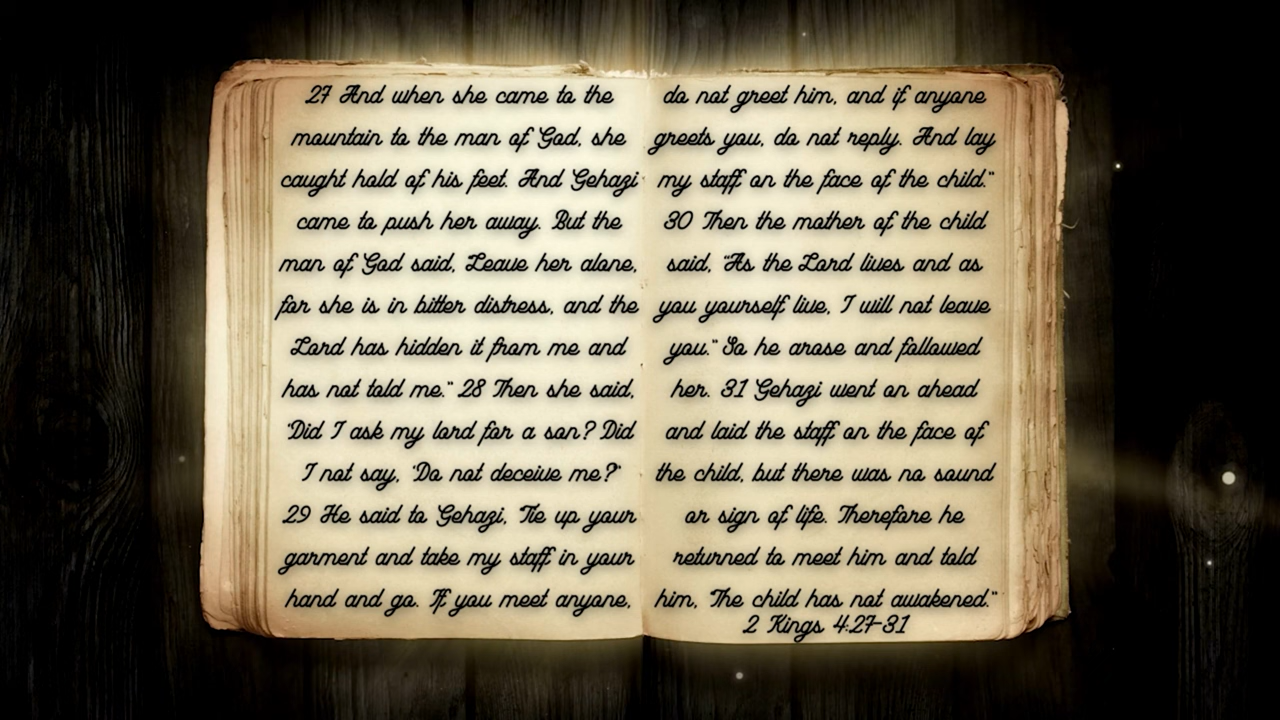 27 And when she came to the
mountain to the man of God, she
caught hold of his feet. And Gehazi
came to push her away. But the
man of God said, Leave her alone,
for she is in bitter distress, and the
Lord has hidden it from me and
has not told me." 28 Then she said,
"Did I ask my lord for a son? Did
I not say, 'Do not deceive me?'
29 He said to Gehazi, Tie up your
garment and take my staff in your
hand and go. If you meet anyone,
do not greet him, and if anyone
greets you, do not reply. And lay
my staff on the face of the child."
30 Then the mother of the child
said, "As the Lord lives and as
you yourself live, I will not leave
you." So he arose and followed
her. 31 Gehazi went on ahead
and laid the staff on the face of
the child, but there was no sound
or sign of life. Therefore he
returned to meet him and told
him, The child has not awakened."
2 Kings 4:27-31